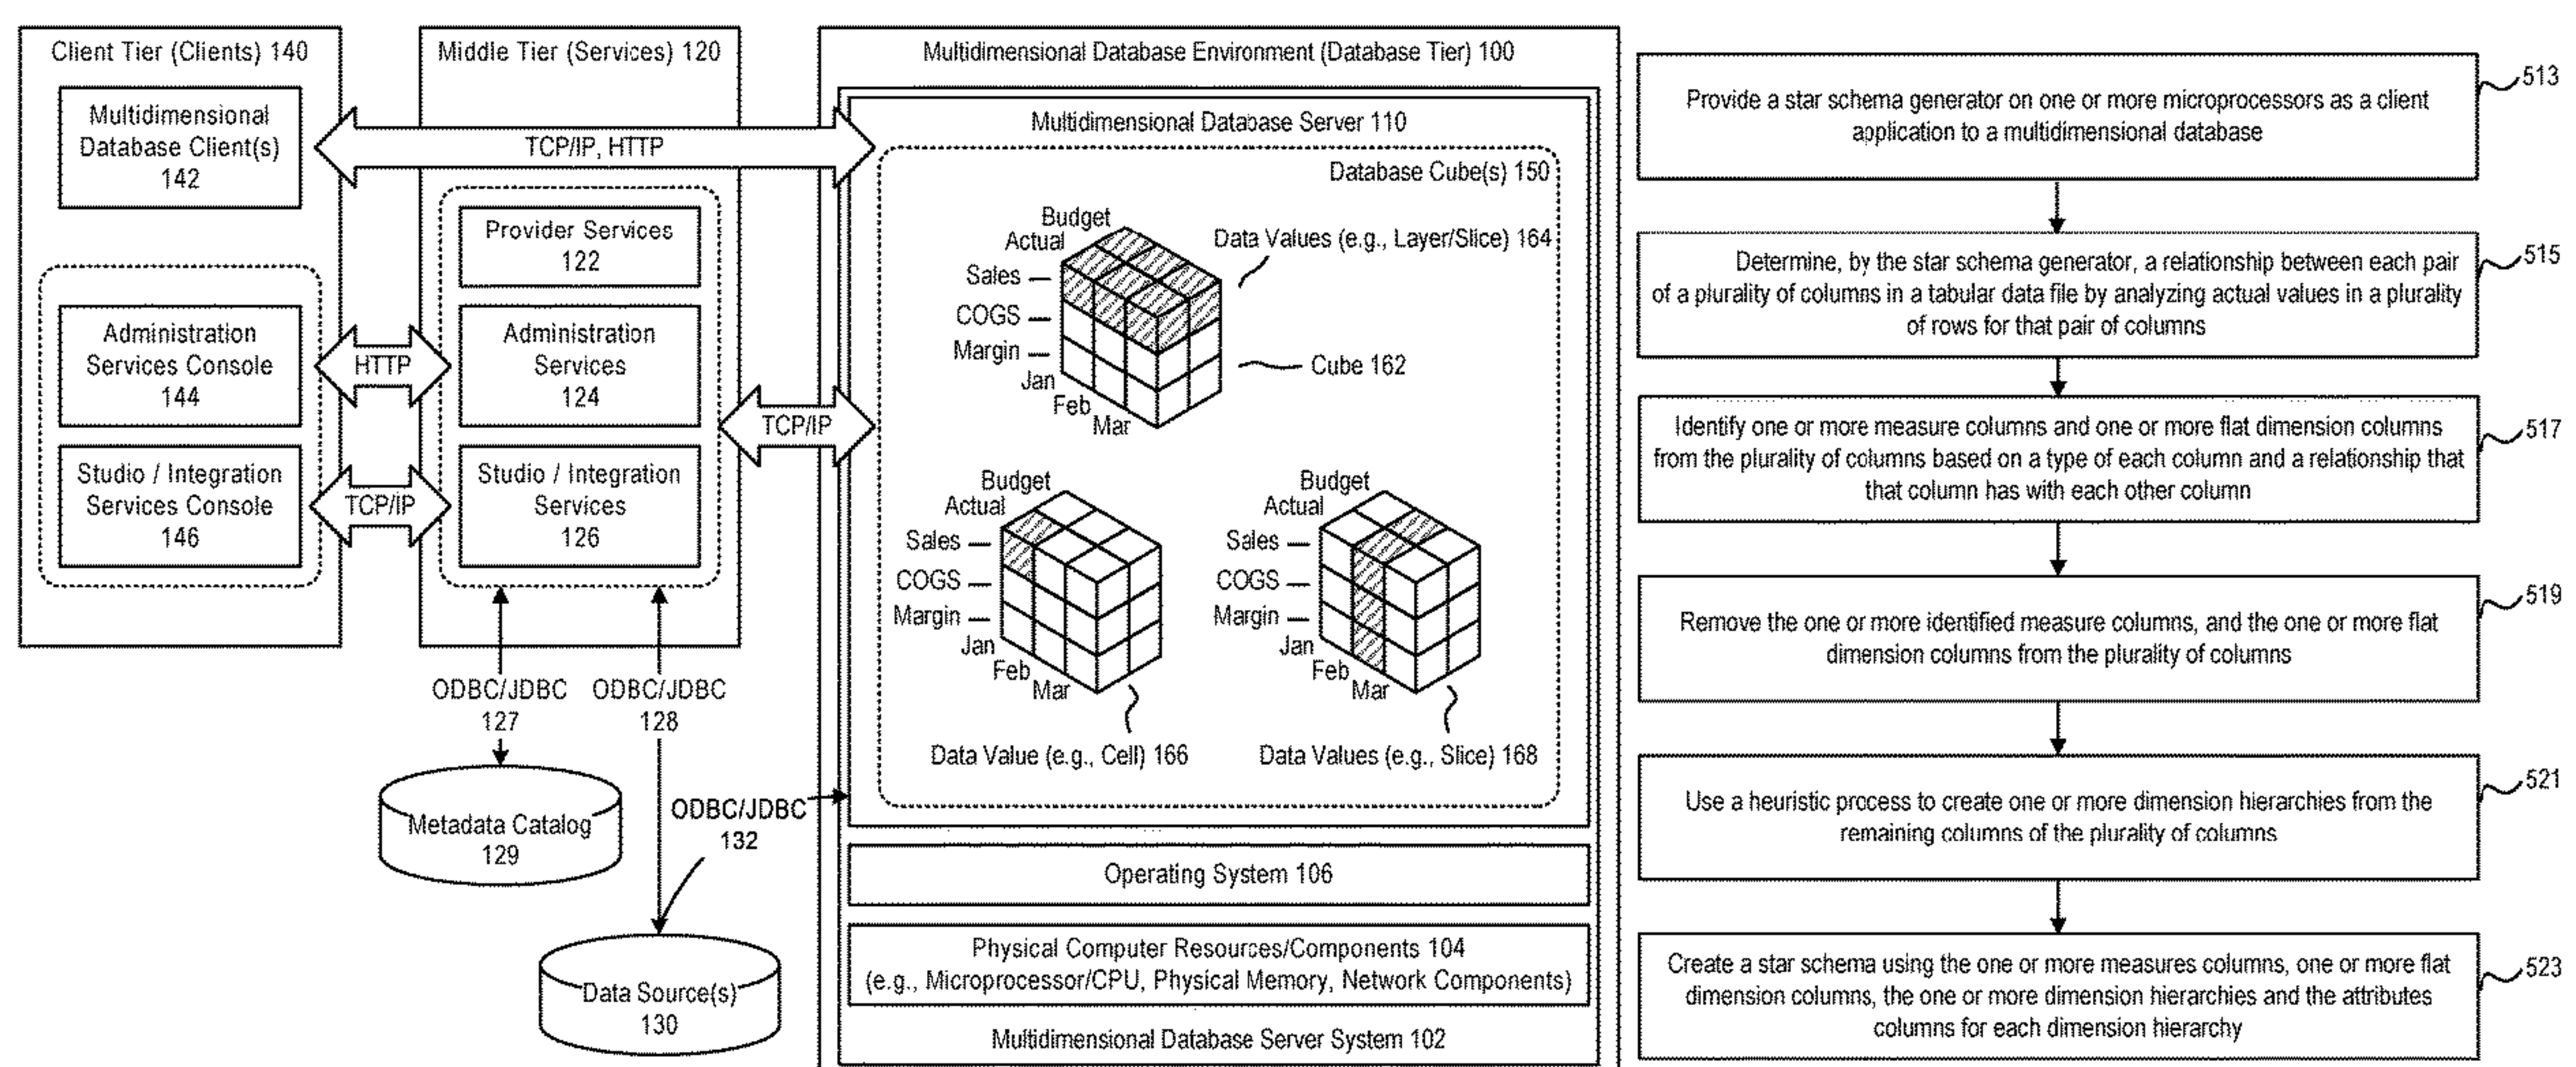 Client Tier (Clients) 140
Multidimensional
Database Client(s)
142
Administration
Services Console
144
Studio / Integration
Services Console
146
Middle Tier (Services) 120
TCP/IP, HTTP
Provider Services
122
HTTP
Administration
Services
124
TCP/IP
Studio / Integration
Services
126
TCP/IP
ODBC/JDBC
127
ODBC/JDBC
128
Metadata Catalog
129
ODBC/JDBC
132
Data Source(s)
130
Multidimensional Database Environment (Database Tier) 100
Multidimensional Database Server 110
Database Cube(s) 150
Budget
Actual
Sales
COGS
Margin
Jan
Feb
Mar
Data Values (e.g., Layer/Slice) 164
Cube 162
Budget
Actual
Sales
COGS
Margin
Jan
Feb
Mar
Data Value (e.g., Cell) 166
Budget
Actual
Sales
COGS
Margin
Jan
Feb
Mar
Data Values (e.g., Slice) 168
Operating System 106
Physical Computer Resources/Components 104
(e.g., Microprocessor/CPU, Physical Memory, Network Components)
Multidimensional Database Server System 102
513
Provide a star schema generator on one or more microprocessors as a client
application to a multidimensional database
515
Determine, by the star schema generator, a relationship between each pair
of a plurality of columns in a tabular data file by analyzing actual values in a plurality
of rows for that pair of columns
517
Identify one or more measure columns and one or more flat dimension columns
from the plurality of columns based on a type of each column and a relationship that
that column has with each other column
519
Remove the one or more identified measure columns, and the one or more flat
dimension columns from the plurality of columns
521
Use a heuristic process to create one or more dimension hierarchies from the
remaining columns of the plurality of columns
523
Create a star schema using the one or more measures columns, one or more flat
dimension columns, the one or more dimension hierarchies and the attributes
columns for each dimension hierarchy